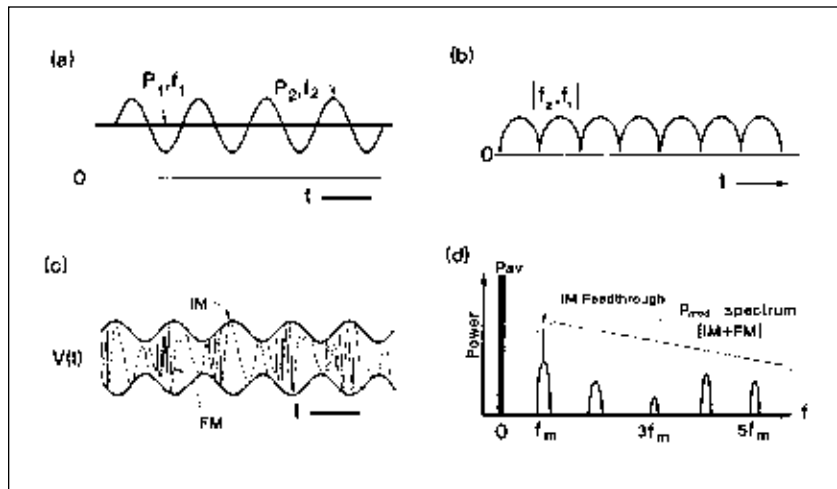 (a)
P₁,f₁
P₂,f₂
0
t
(b)
|f₂,f₁|
0
t
(c)
IM
V(t)
FM
t
(d)
Pav
IM Feedthrough
Pmod spectrum
[IM+FM]
Power
0 fm 3fm 5fm f